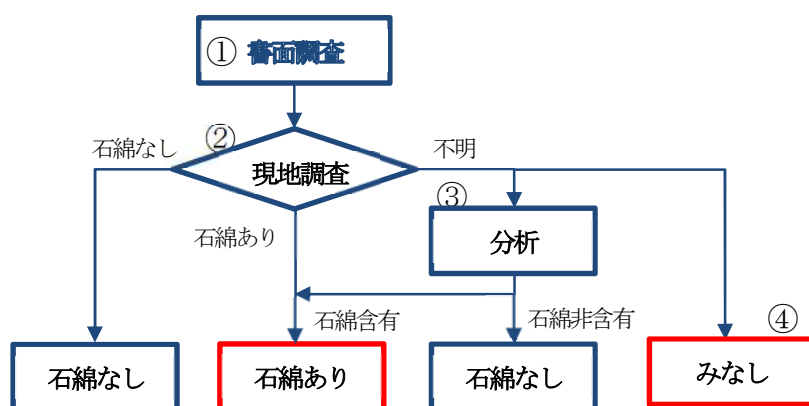 ① 書面調査
②
石綿なし
不明
現地調査
③
石綿あり
分析
石綿含有
石綿非含有
④
石綿なし
石綿あり
石綿なし
みなし